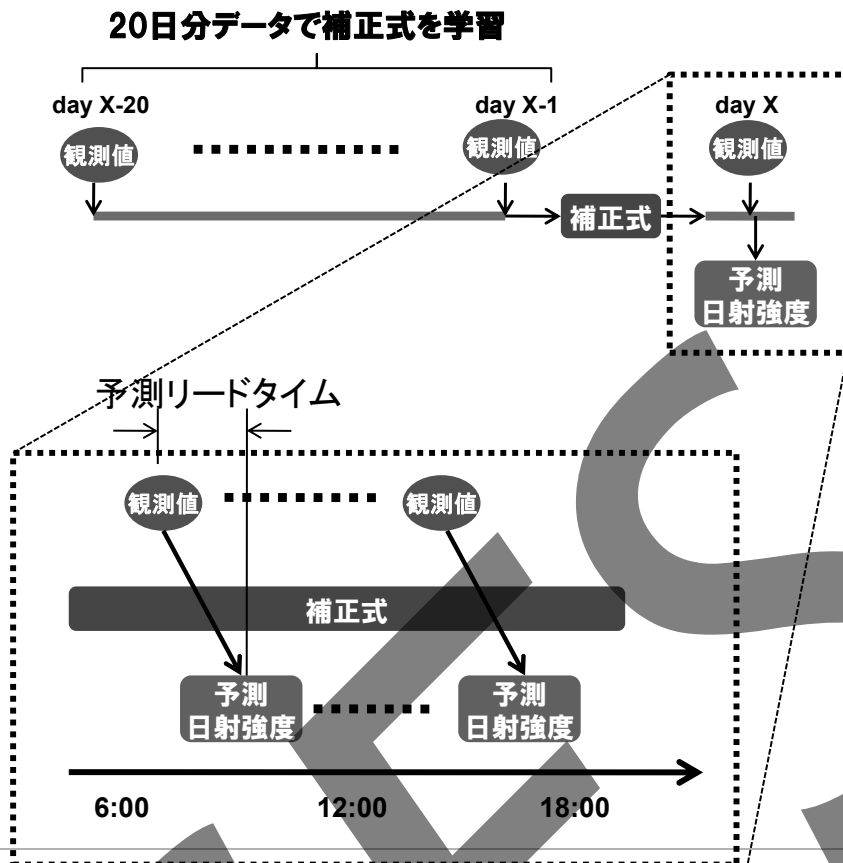 20日分データで補正式を学習
day X-20
day X-1
day X
観測値
観測値
観測値
補正式
予測
日射強度
予測リードタイム
観測値
観測値
補正式
予測
日射強度
予測
日射強度
6:00
12:00
18:00